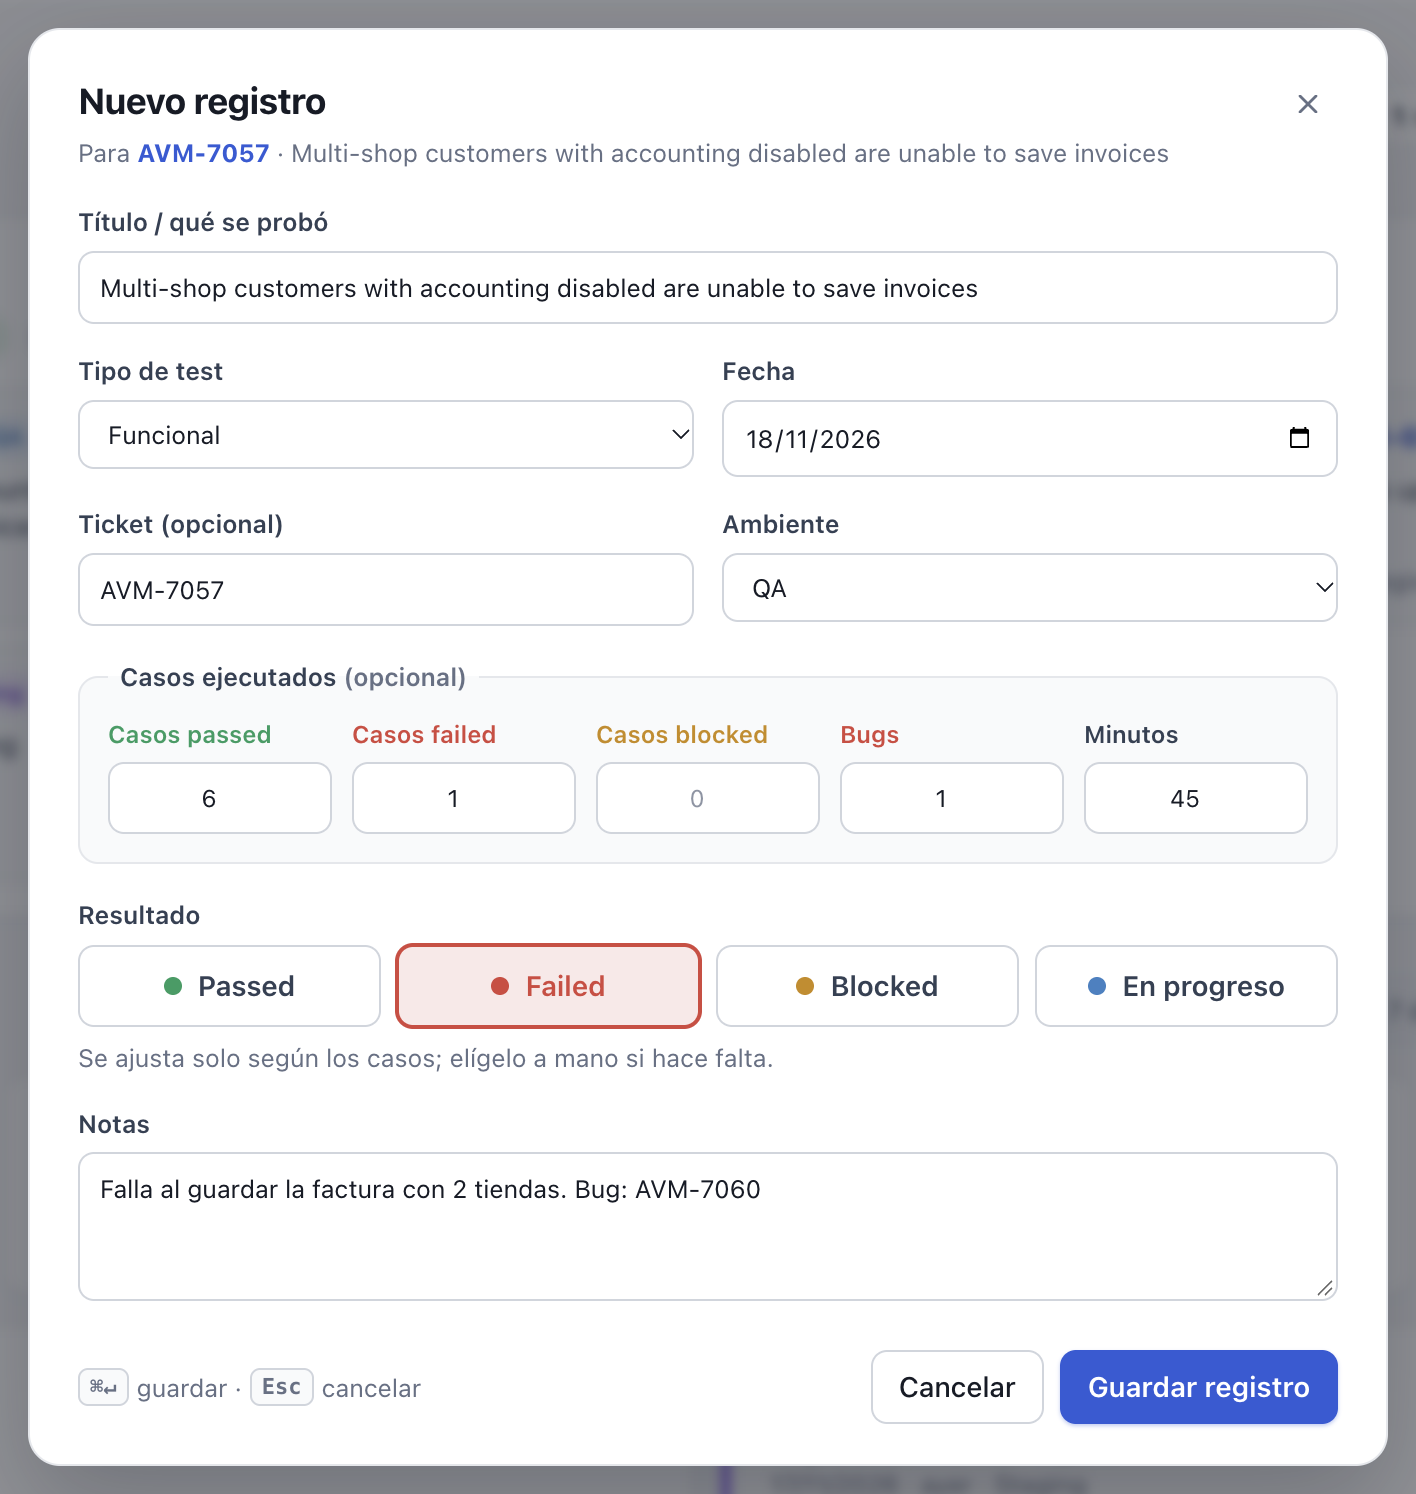 Nuevo registro
Para AVM-7057 · Multi-shop customers with accounting disabled are unable to save invoices
Título / qué se probó
Multi-shop customers with accounting disabled are unable to save invoices
Tipo de test
Fecha
Funcional
18/11/2026
Ticket (opcional)
Ambiente
AVM-7057
QA
Casos ejecutados (opcional)
Casos passed
Casos failed
Casos blocked
Bugs
Minutos
6
1
0
1
45
Resultado
Passed
Failed
Blocked
En progreso
Se ajusta solo según los casos; elígelo a mano si hace falta.
Notas
Falla al guardar la factura con 2 tiendas. Bug: AVM-7060
⌘↵ guardar · Esc cancelar
Cancelar
Guardar registro